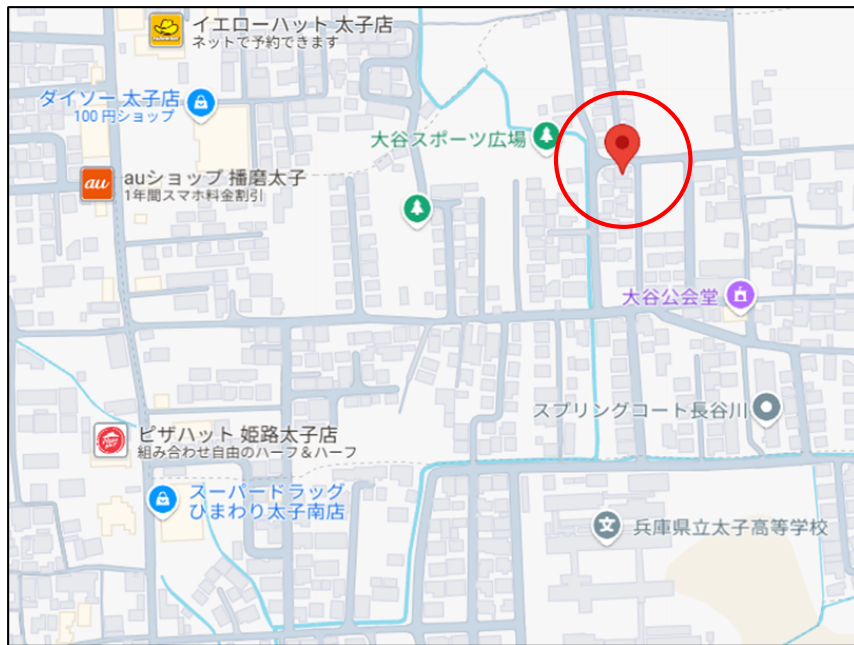 イエローハット 太子店
ネットで予約できます
ダイソー 太子店
100 円ショップ
大谷スポーツ広場
au
auショップ 播磨太子
1年間スマホ料金割引
大谷公会堂
スプリングコート長谷川
ピザハット 姫路太子店
組み合わせ自由のハーフ＆ハーフ
スーパードラッグ
ひまわり太子南店
文
兵庫県立太子高等学校